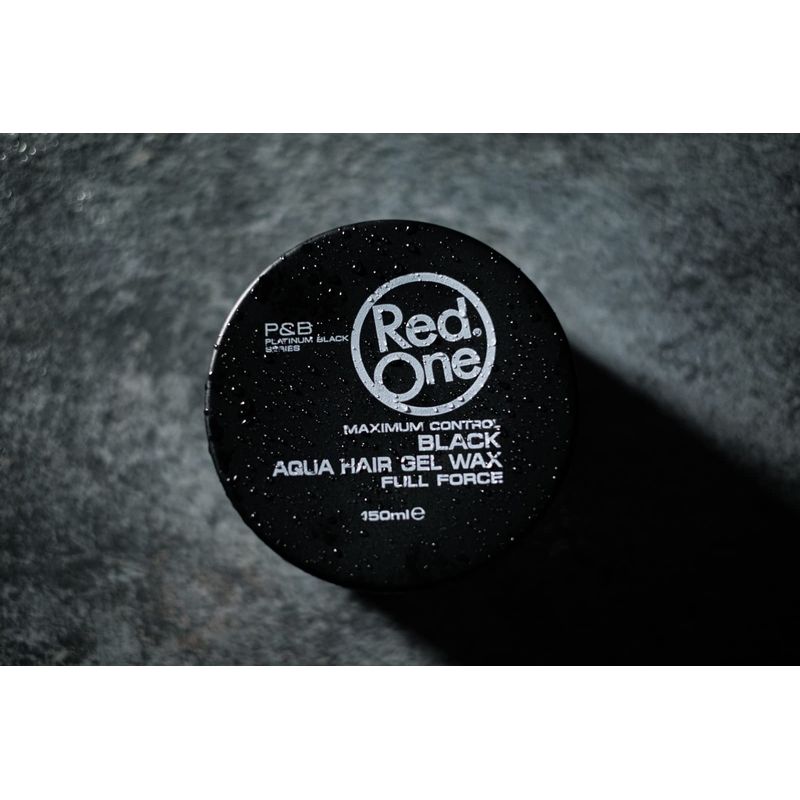 P&B
PLATINUM BLACK
SERIES
Red.
One
MAXIMUM CONTROL
BLACK
AQUA HAIR GEL WAX
FULL FORCE
150ml e